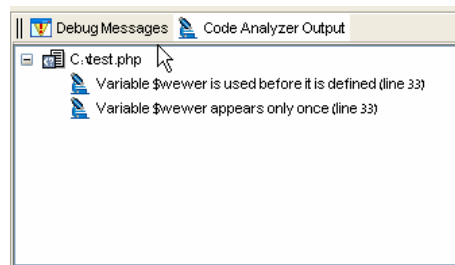 Debug Messages Code Analyzer Output
C:\test.php
Variable $wewer is used before it is defined (line 33)
Variable $wewer appears only once (line 33)